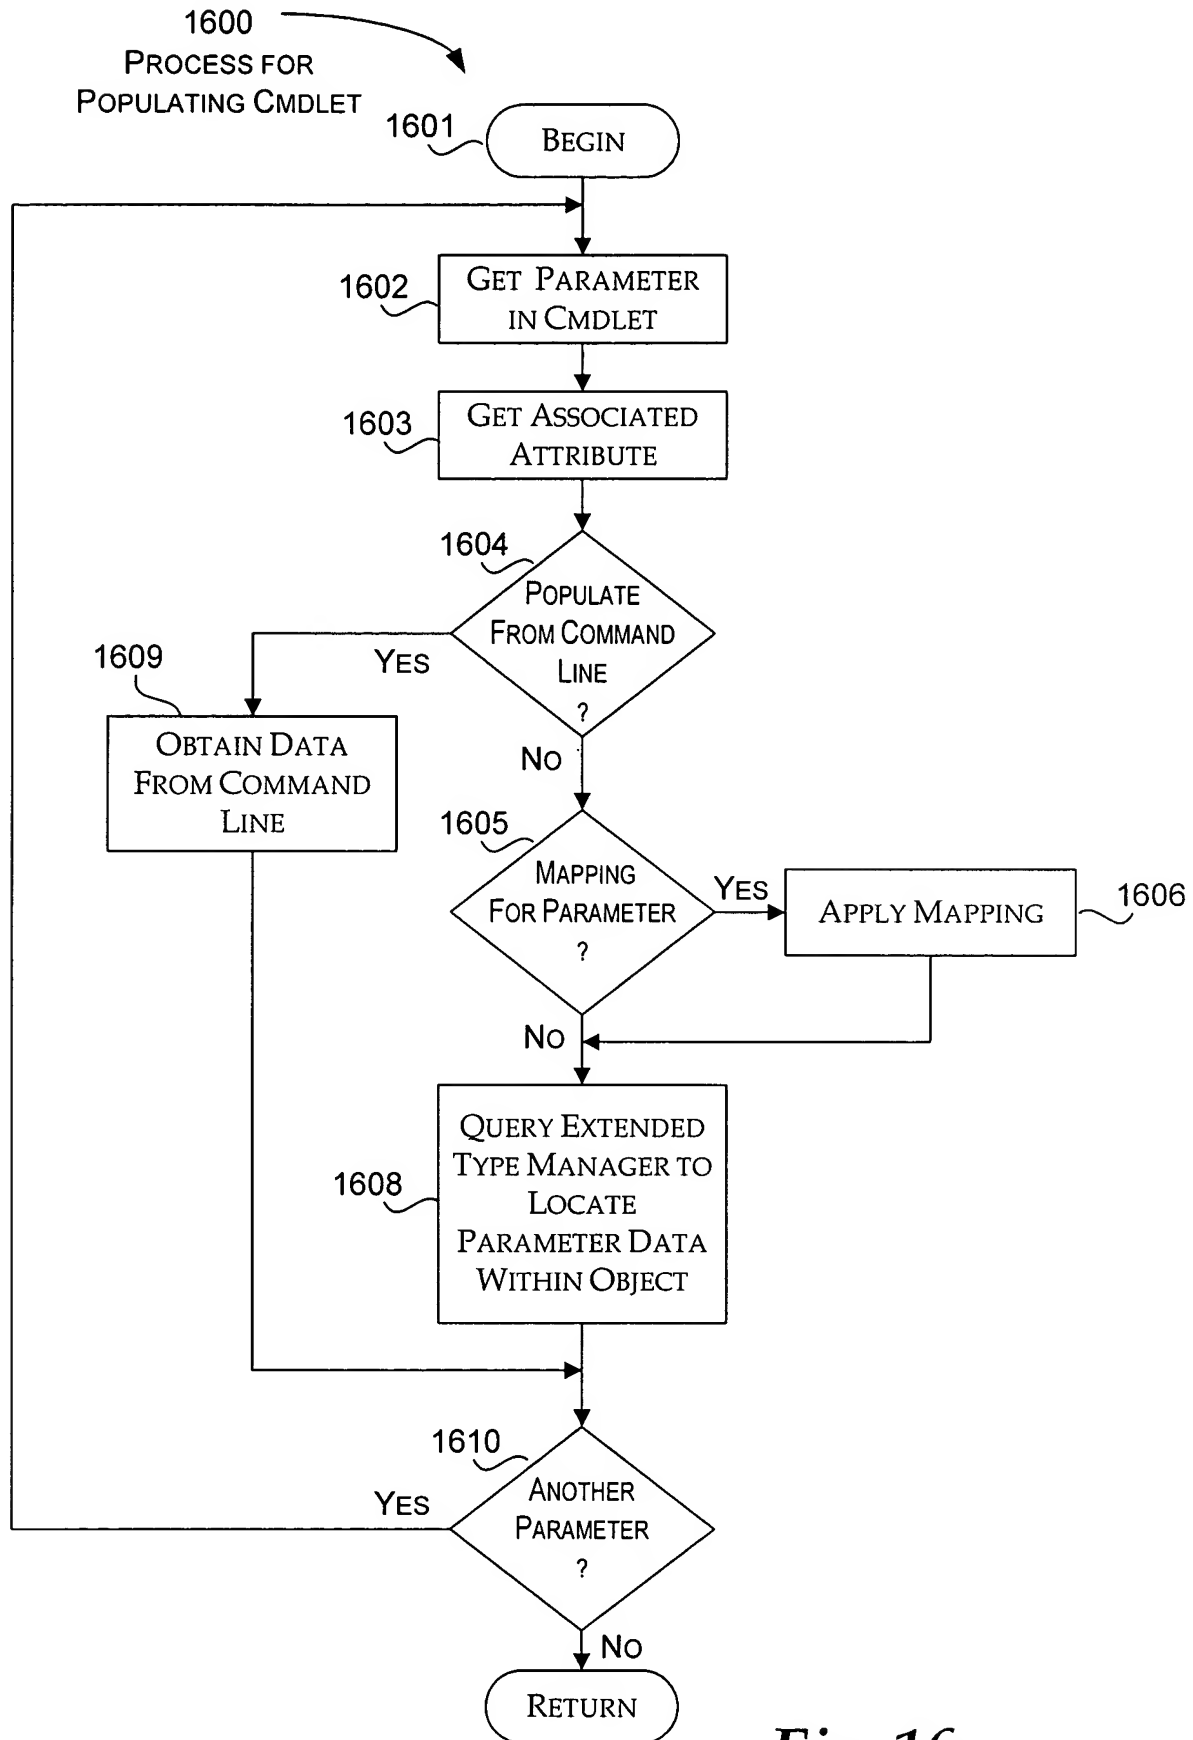 1600
PROCESS FOR
POPULATING CMDLET
1601
BEGIN
1602
GET PARAMETER
IN CMDLET
1603
GET ASSOCIATED
ATTRIBUTE
1604
POPULATE
FROM COMMAND
LINE
?
YES
NO
1609
OBTAIN DATA
FROM COMMAND
LINE
1605
MAPPING
FOR PARAMETER
?
YES
NO
APPLY MAPPING
1606
1608
QUERY EXTENDED
TYPE MANAGER TO
LOCATE
PARAMETER DATA
WITHIN OBJECT
1610
ANOTHER
PARAMETER
?
YES
NO
RETURN
Fig. 16